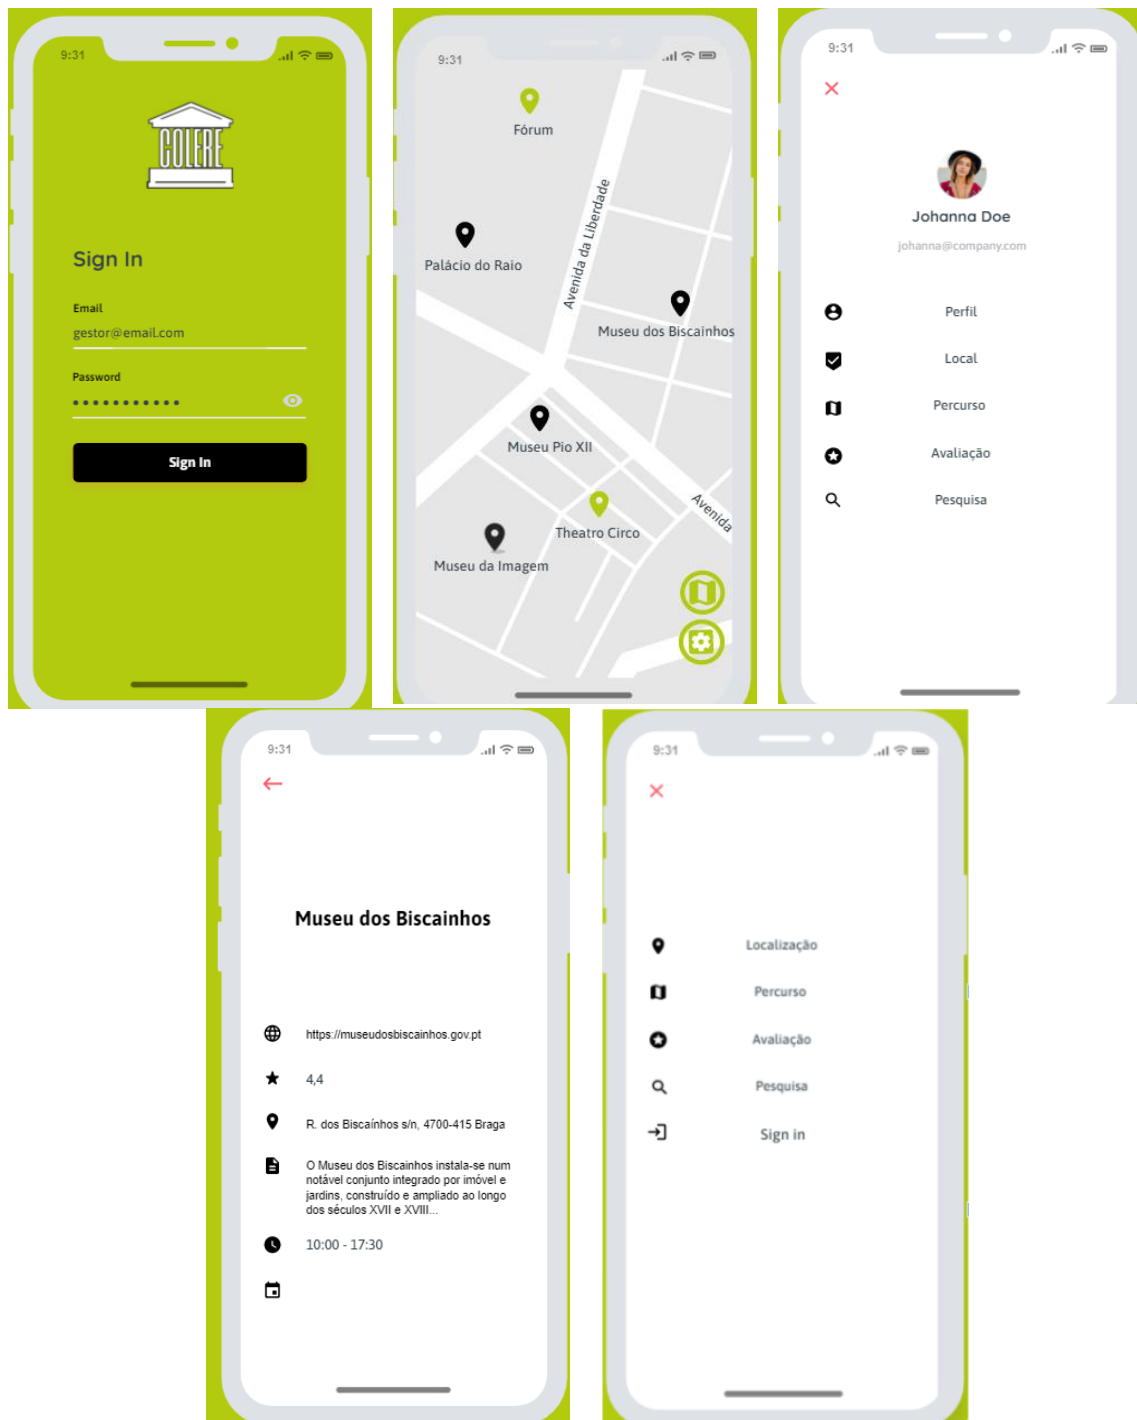 9:31
COLERE
Sign In
Email
gestor@email.com
Password
Sign In
9:31
Fórum
Avenida da Liberdade
Palácio do Raio
Museu dos Biscainhos
Museu Pio XII
Avenida
Theatro Circo
Museu da Imagem
9:31
Johanna Doe
johanna@company.com
Perfil
Local
Percurso
Avaliação
Pesquisa
9:31
Museu dos Biscainhos
https://museudosbiscainhos.gov.pt
4,4
R. dos Biscaínhos s/n, 4700-415 Braga
O Museu dos Biscainhos instala-se num
notável conjunto integrado por imóvel e
jardins, construído e ampliado ao longo
dos séculos XVII e XVIII...
10:00 - 17:30
9:31
Localização
Percurso
Avaliação
Pesquisa
Sign in